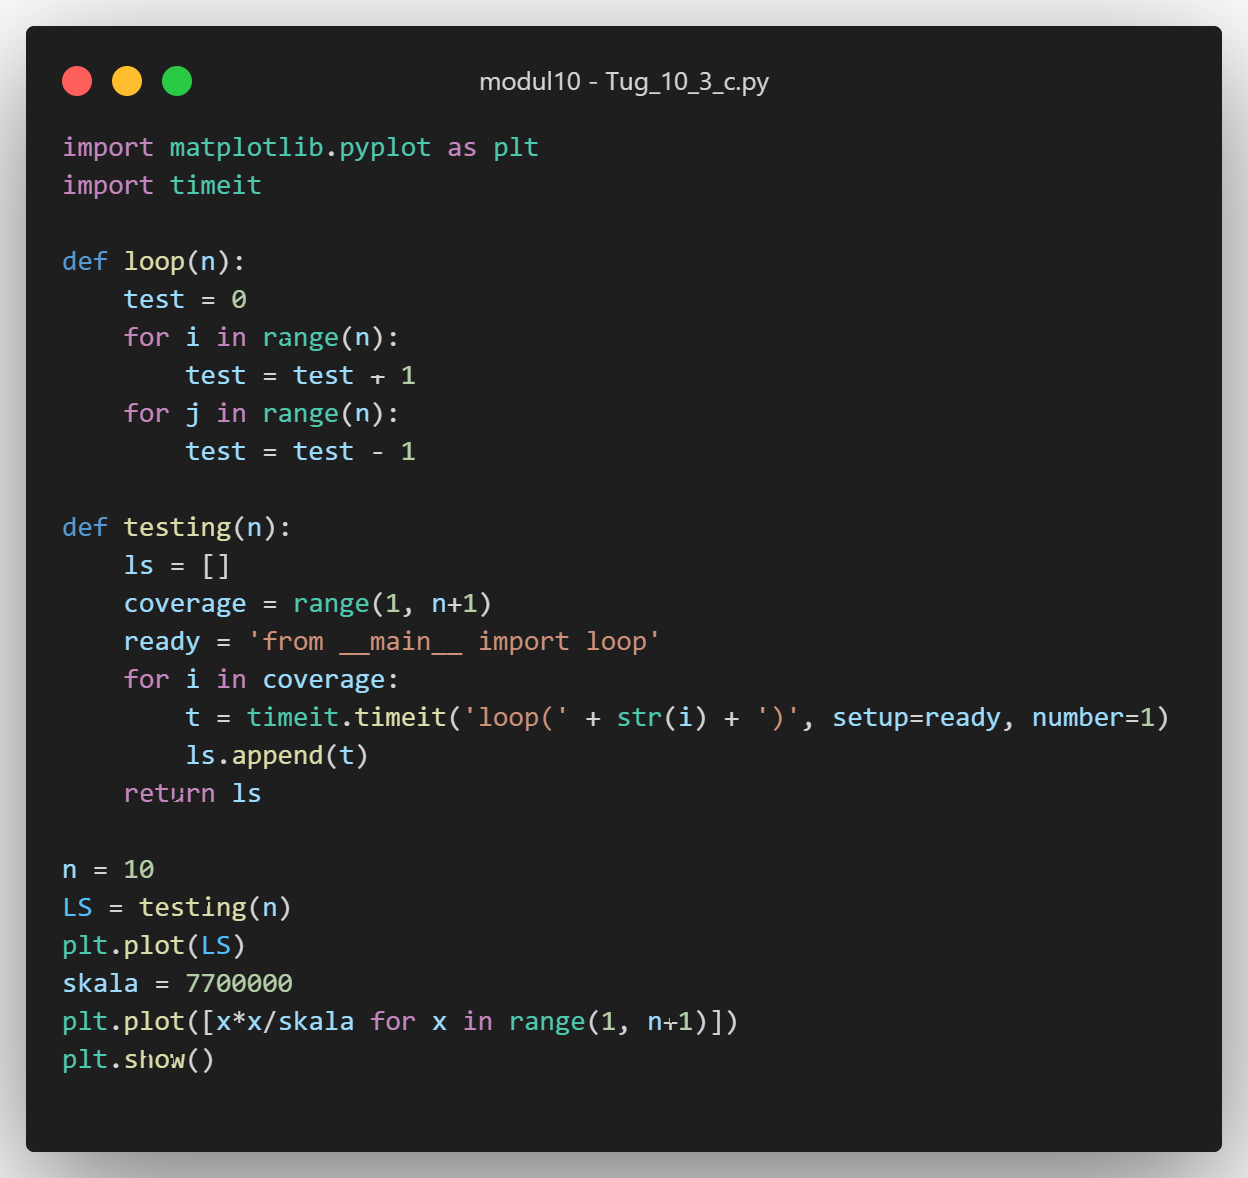 modul10 - Tug_10_3_c.py
import matplotlib.pyplot as plt
import timeit
def loop(n):
    test = 0
    for i in range(n):
        test = test + 1
    for j in range(n):
        test = test - 1
def testing(n):
    ls = []
    coverage = range(1, n+1)
    ready = 'from __main__ import loop'
    for i in coverage:
        t = timeit.timeit('loop(' + str(i) + ')', setup=ready, number=1)
        ls.append(t)
    return ls
n = 10
LS = testing(n)
plt.plot(LS)
skala = 7700000
plt.plot([x*x/skala for x in range(1, n+1)])
plt.show()